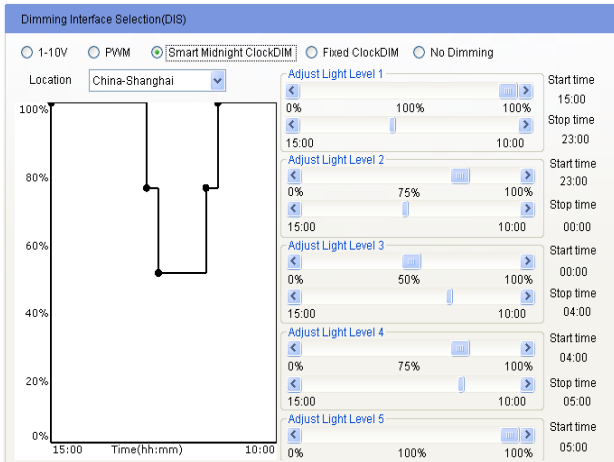 Dimming Interface Selection(DIS)
1-10V PWM Smart Midnight ClockDIM Fixed ClockDIM No Dimming
Location China-Shanghai
100%
80%
60%
40%
20%
0%
15:00 Time(hh:mm) 10:00
Adjust Light Level 1
0% 100% 100%
15:00 10:00
Start time
15:00
Stop time
23:00
Adjust Light Level 2
0% 75% 100%
15:00 10:00
Start time
23:00
Stop time
00:00
Adjust Light Level 3
0% 50% 100%
15:00 10:00
Start time
00:00
Stop time
04:00
Adjust Light Level 4
0% 75% 100%
15:00 10:00
Start time
04:00
Stop time
05:00
Adjust Light Level 5
0% 100% 100%
Start time
05:00